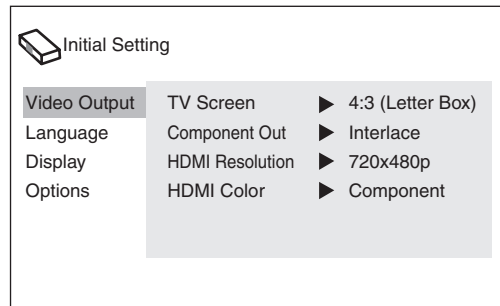 Initial Setting
Video Output TV Screen ▶ 4:3 (Letter Box)
Language Component Out ▶ Interlace
Display HDMI Resolution ▶ 720x480p
Options HDMI Color ▶ Component